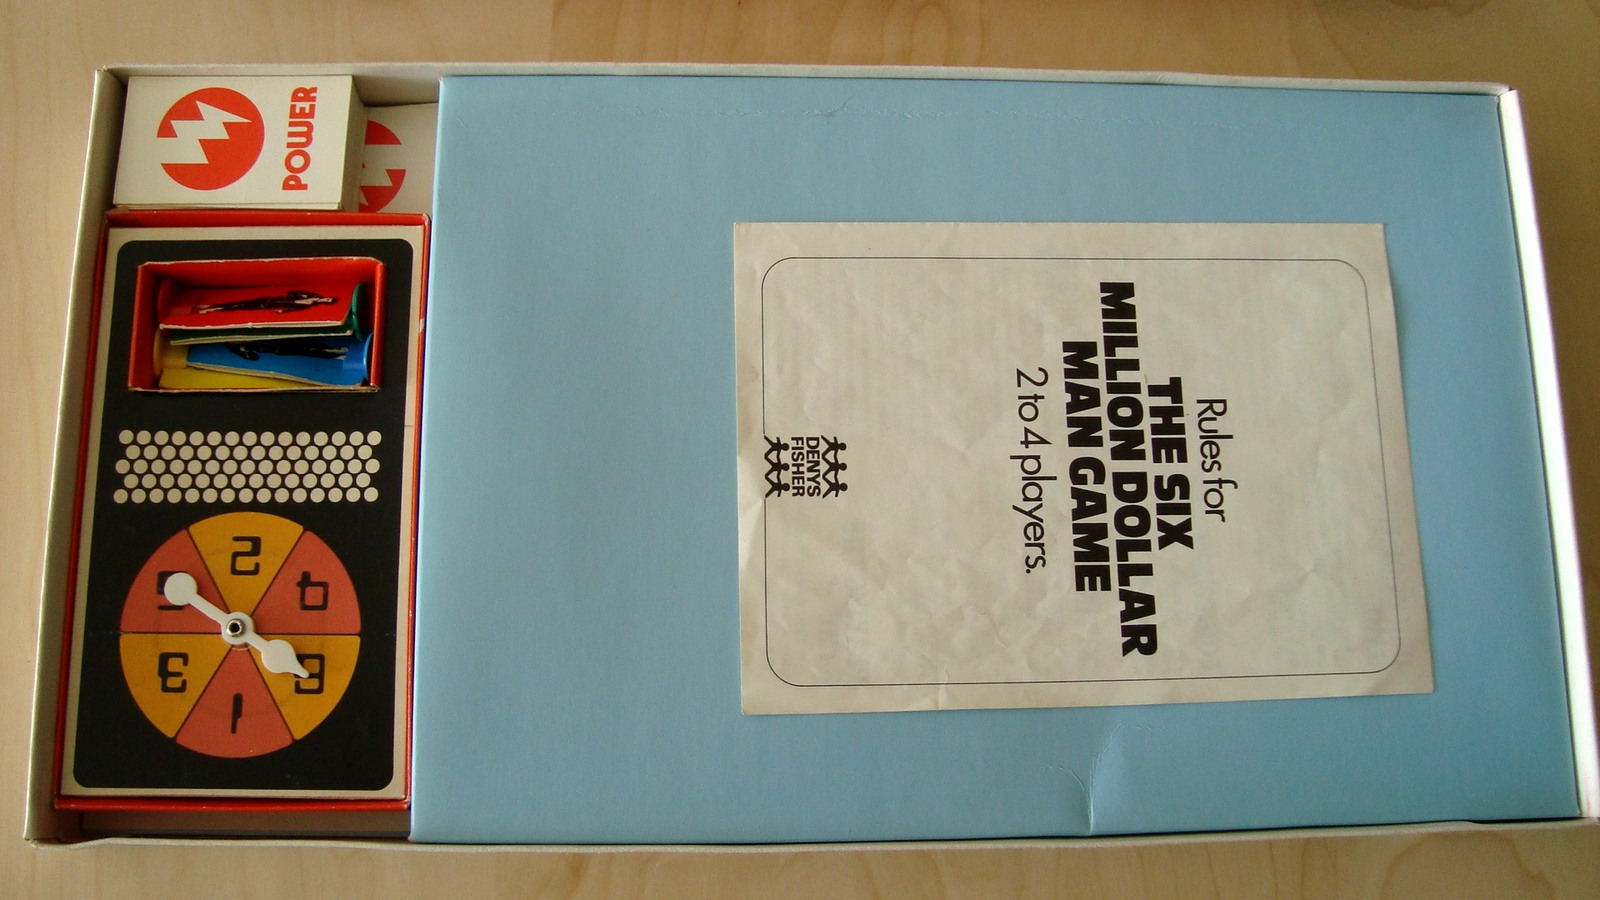 POWER
Rules for
THE SIX
MILLION DOLLAR
MAN GAME
2 to 4 players.
DENYS
FISHER
2
4
6
1
3
5